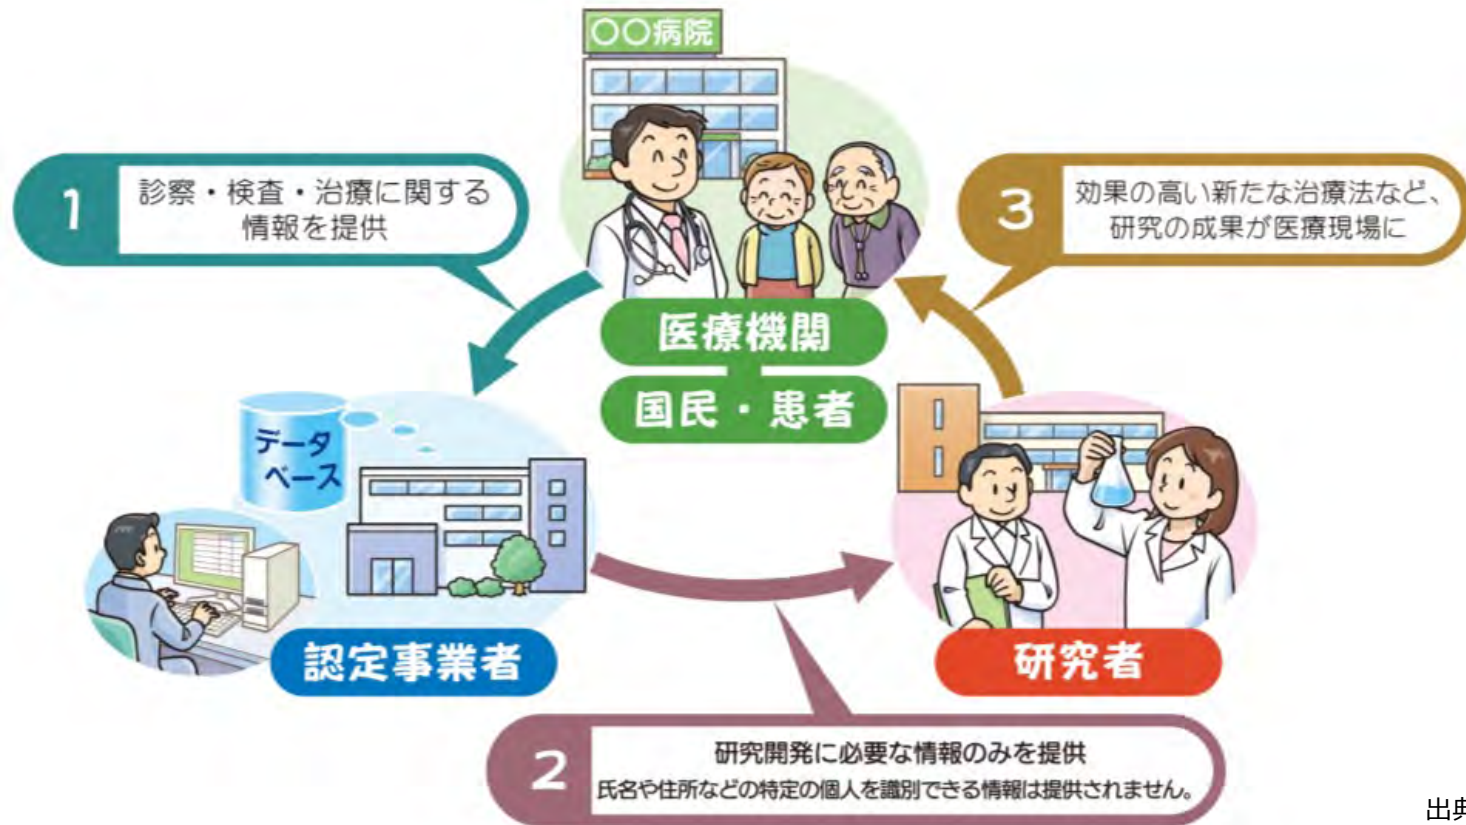 〇〇病院
1
診察・検査・治療に関する
情報を提供
3
効果の高い新たな治療法など、
研究の成果が医療現場に
医療機関
国民・患者
データ
ベース
認定事業者
研究者
2
研究開発に必要な情報のみを提供
氏名や住所などの特定の個人を識別できる情報は提供されません。
出典